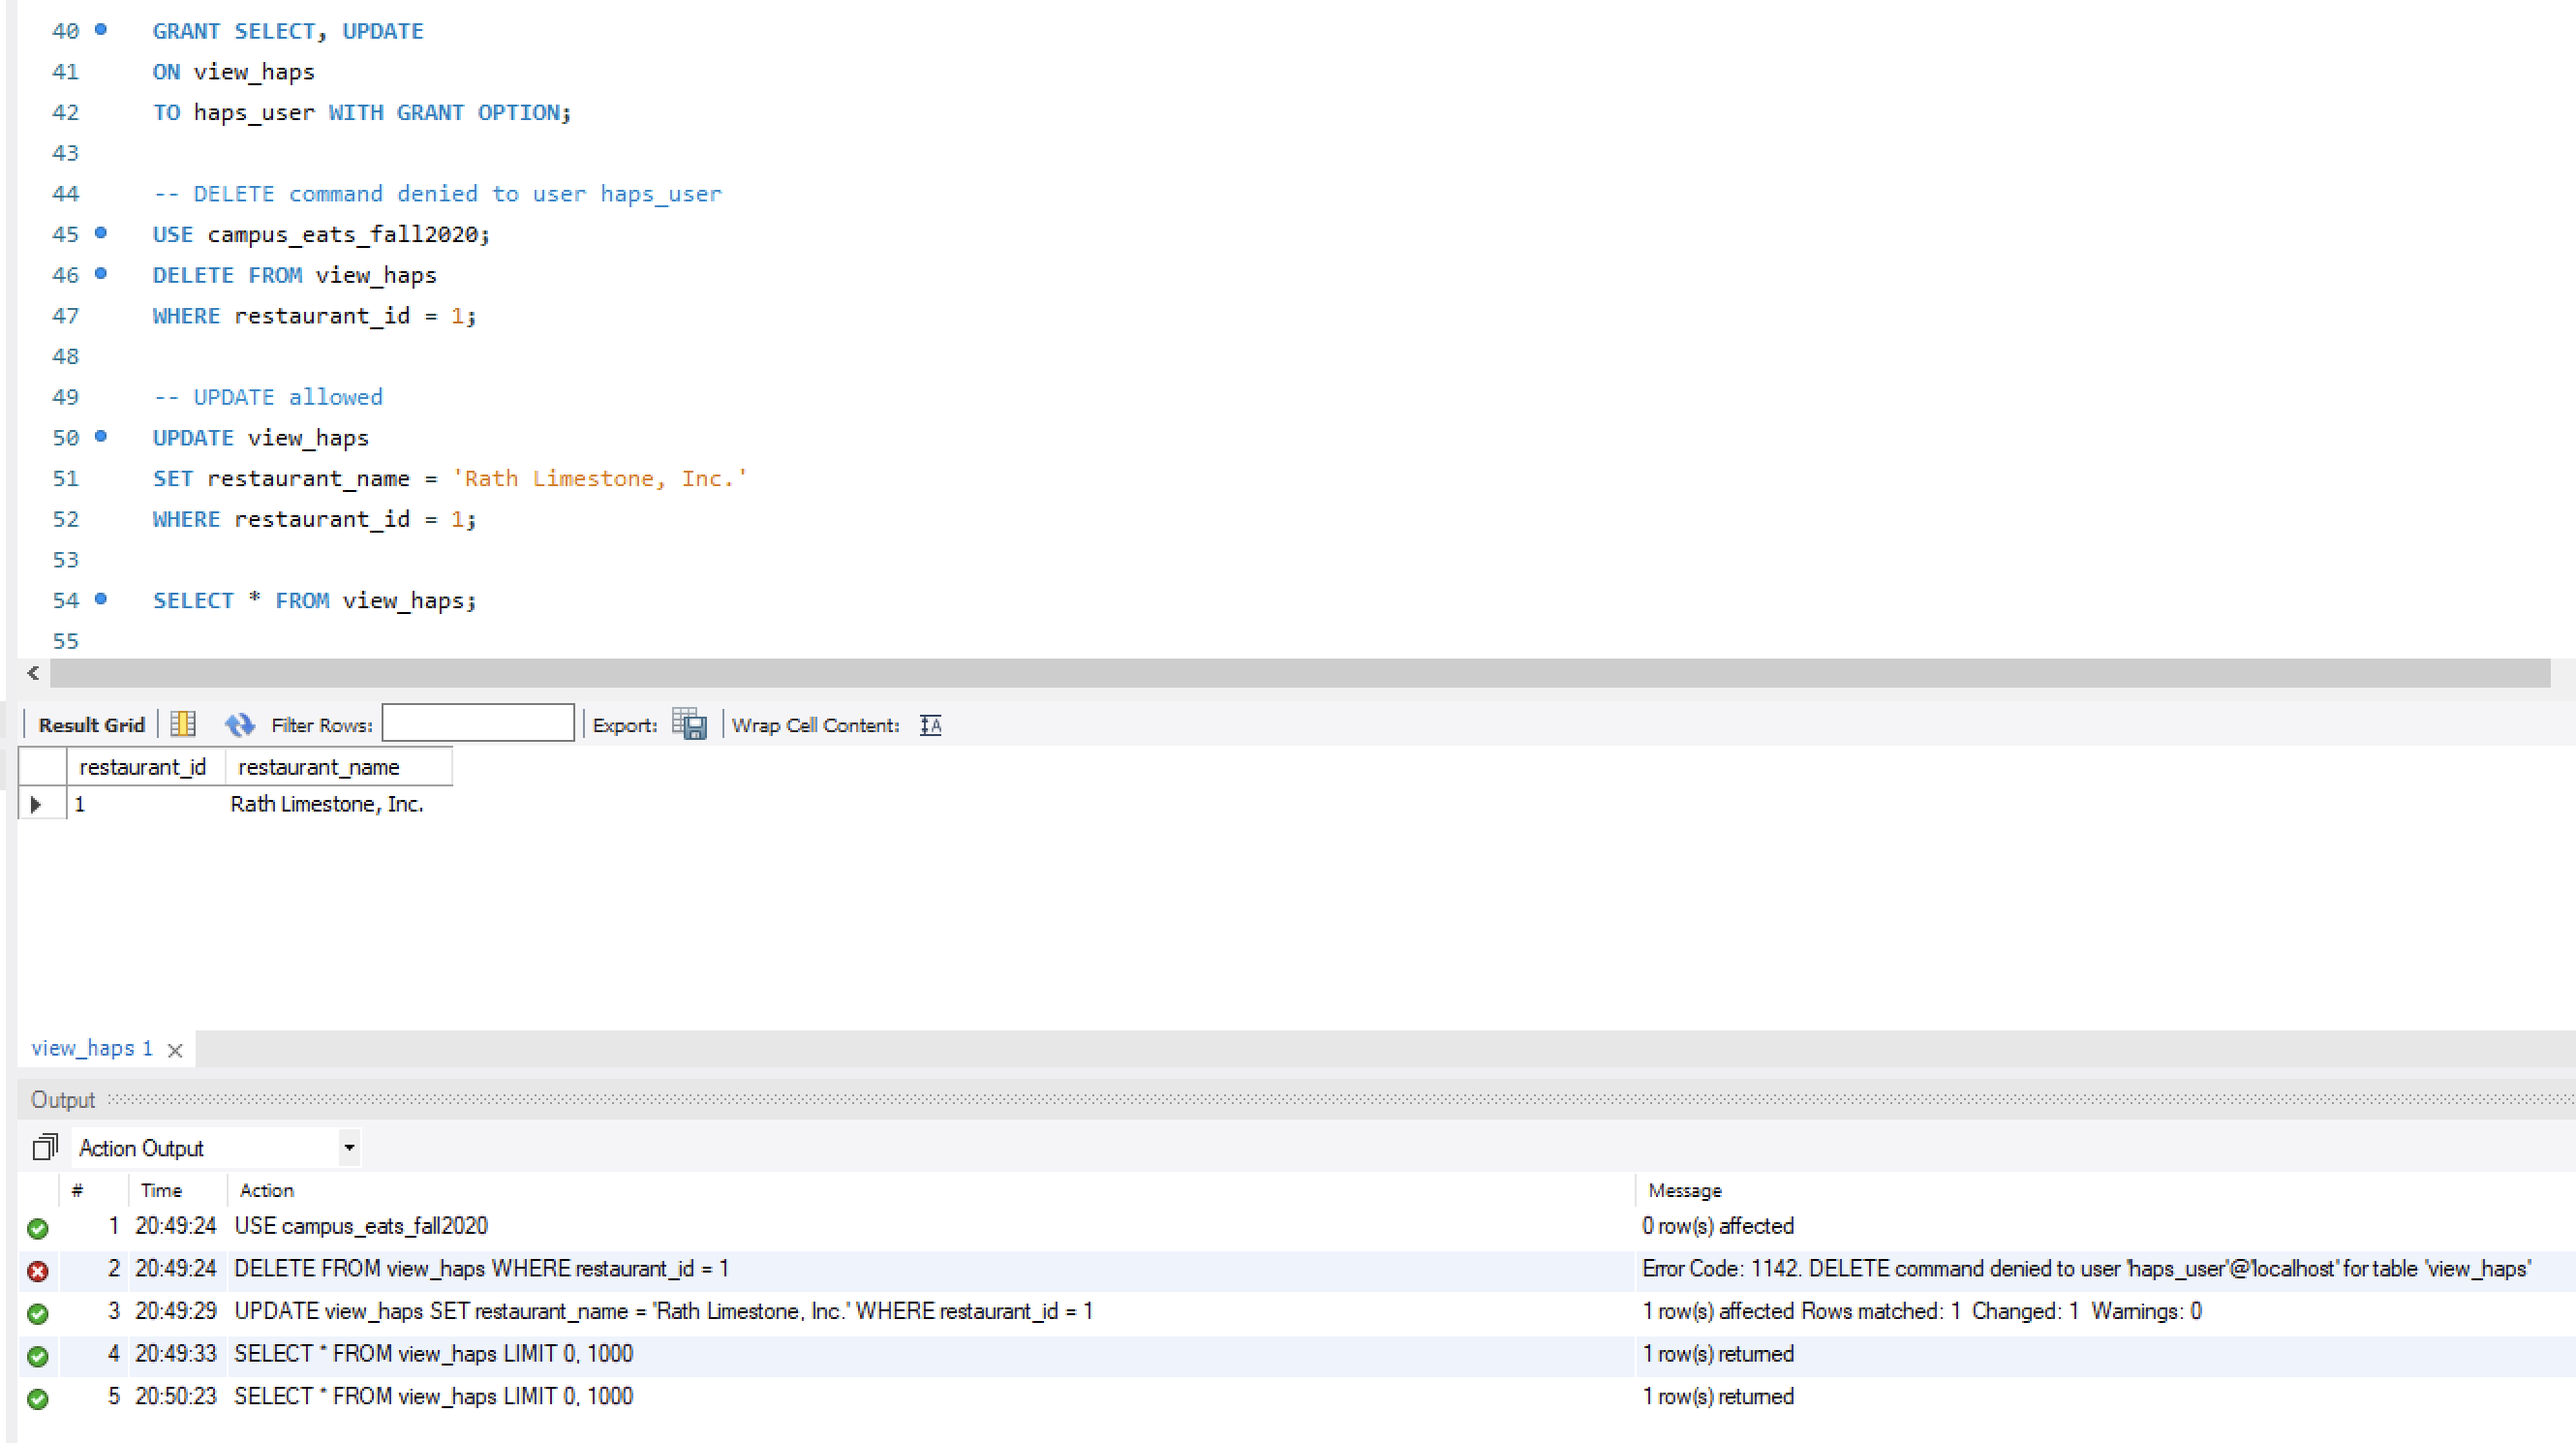 40 GRANT SELECT, UPDATE
41 ON view_haps
42 TO haps_user WITH GRANT OPTION;
43
44 -- DELETE command denied to user haps_user
45 USE campus_eats_fall2020;
46 DELETE FROM view_haps
47 WHERE restaurant_id = 1;
48
49 -- UPDATE allowed
50 UPDATE view_haps
51 SET restaurant_name = 'Rath Limestone, Inc.'
52 WHERE restaurant_id = 1;
53
54 SELECT * FROM view_haps;
55
Result Grid Filter Rows: Export: Wrap Cell Content: IA
restaurant_id restaurant_name
1 Rath Limestone, Inc.
view_haps 1
Output
Action Output
# Time Action Message
1 20:49:24 USE campus_eats_fall2020 0 row(s) affected
2 20:49:24 DELETE FROM view_haps WHERE restaurant_id = 1 Error Code: 1142. DELETE command denied to user 'haps_user'@'localhost' for table 'view_haps'
3 20:49:29 UPDATE view_haps SET restaurant_name = 'Rath Limestone, Inc.' WHERE restaurant_id = 1 1 row(s) affected Rows matched: 1 Changed: 1 Warnings: 0
4 20:49:33 SELECT * FROM view_haps LIMIT 0, 1000 1 row(s) returned
5 20:50:23 SELECT * FROM view_haps LIMIT 0, 1000 1 row(s) returned